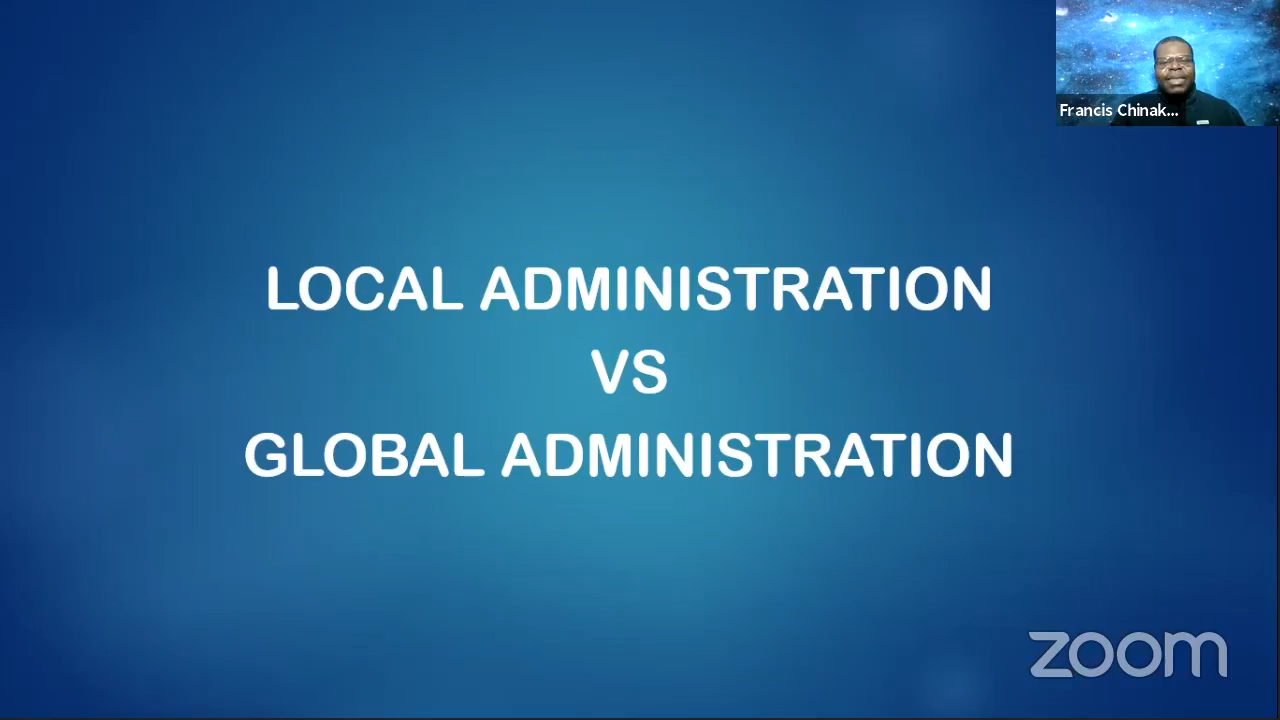 Francis Chinak...
LOCAL ADMINISTRATION
VS
GLOBAL ADMINISTRATION
zoom